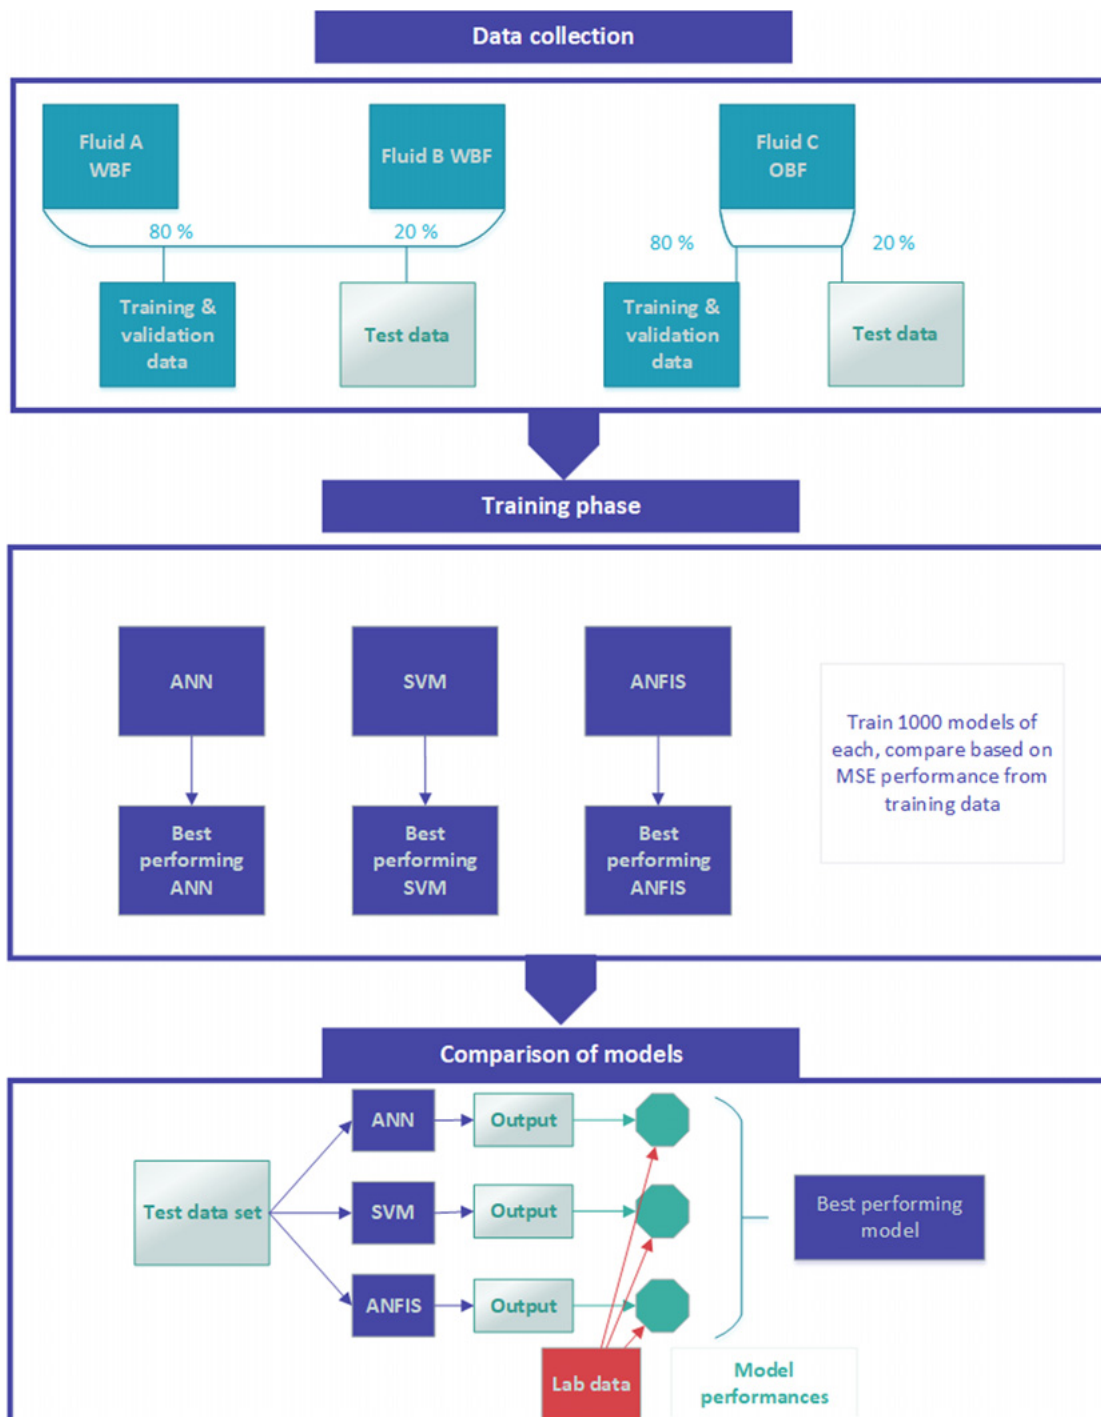 Data collection
Fluid A
WBF
Fluid B WBF
Fluid C
OBF
80 %
20 %
80 %
20 %
Training &
validation
data
Test data
Training &
validation
data
Test data
Training phase
ANN
SVM
ANFIS
Train 1000 models of
each, compare based on
MSE performance from
training data
Best
performing
ANN
Best
performing
SVM
Best
performing
ANFIS
Comparison of models
ANN
Output
Test data set
SVM
Output
Best performing
model
ANFIS
Output
Lab data
Model
performances